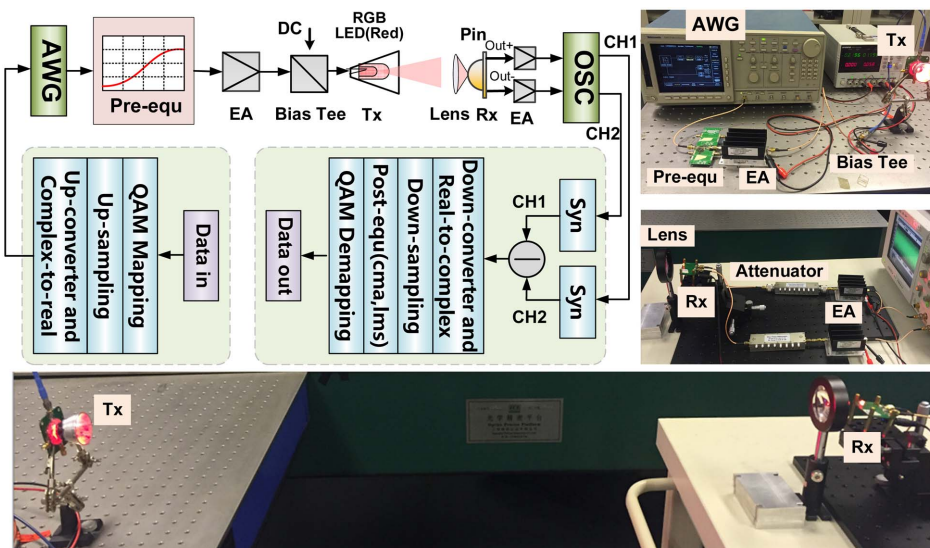 AWG
Pre-equ
EA
DC
Bias Tee
RGB
LED(Red)
Tx
Pin
Lens
Rx
Out+
Out-
EA
OSC
CH1
CH2
Up-converter and
Complex-to-real
Up-sampling
QAM Mapping
Data in
Data out
QAM Demapping
Post-equ(cma,lms)
Down-sampling
Down-converter and
Real-to-complex
CH1
CH2
Syn
Syn
AWG
Tx
Pre-equ
EA
Bias Tee
Lens
Attenuator
Rx
EA
Tx
Rx